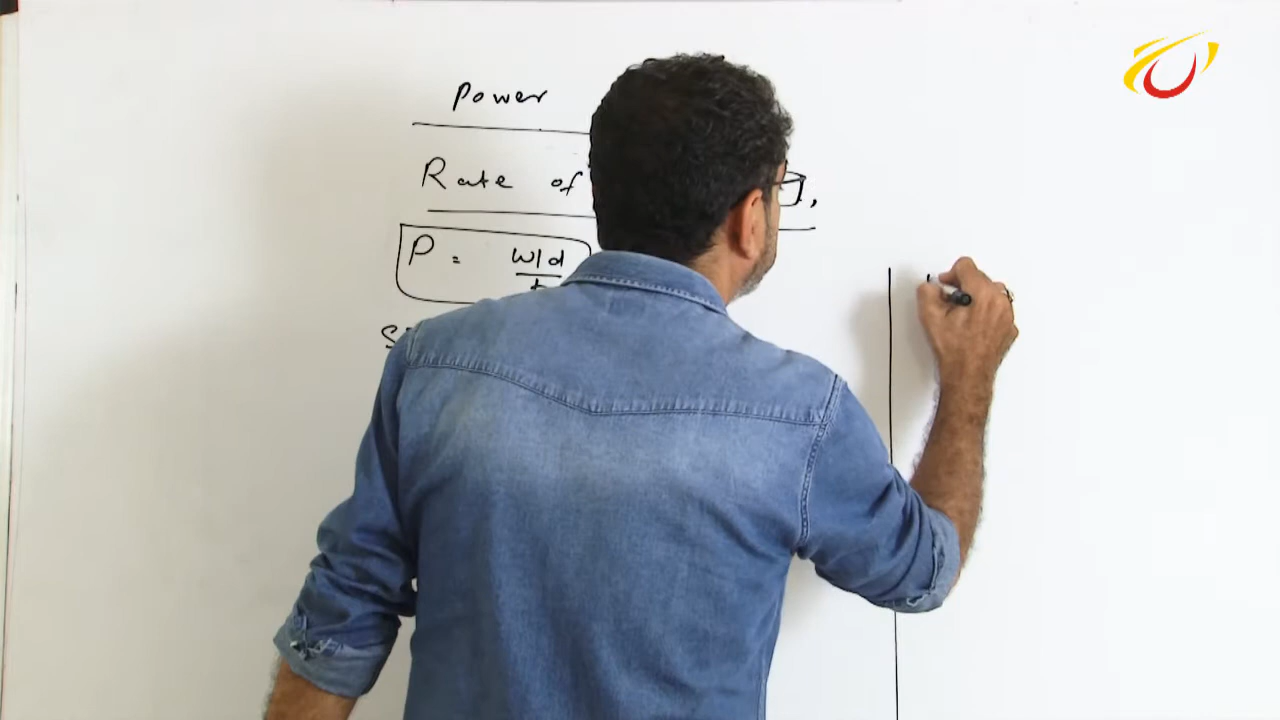 Power
Rate of
P = w/d
t